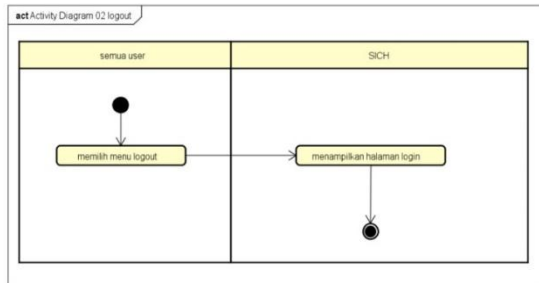 act Activity Diagram 02 logout
semua user
SICH
memilih menu logout
menampilkan halaman login